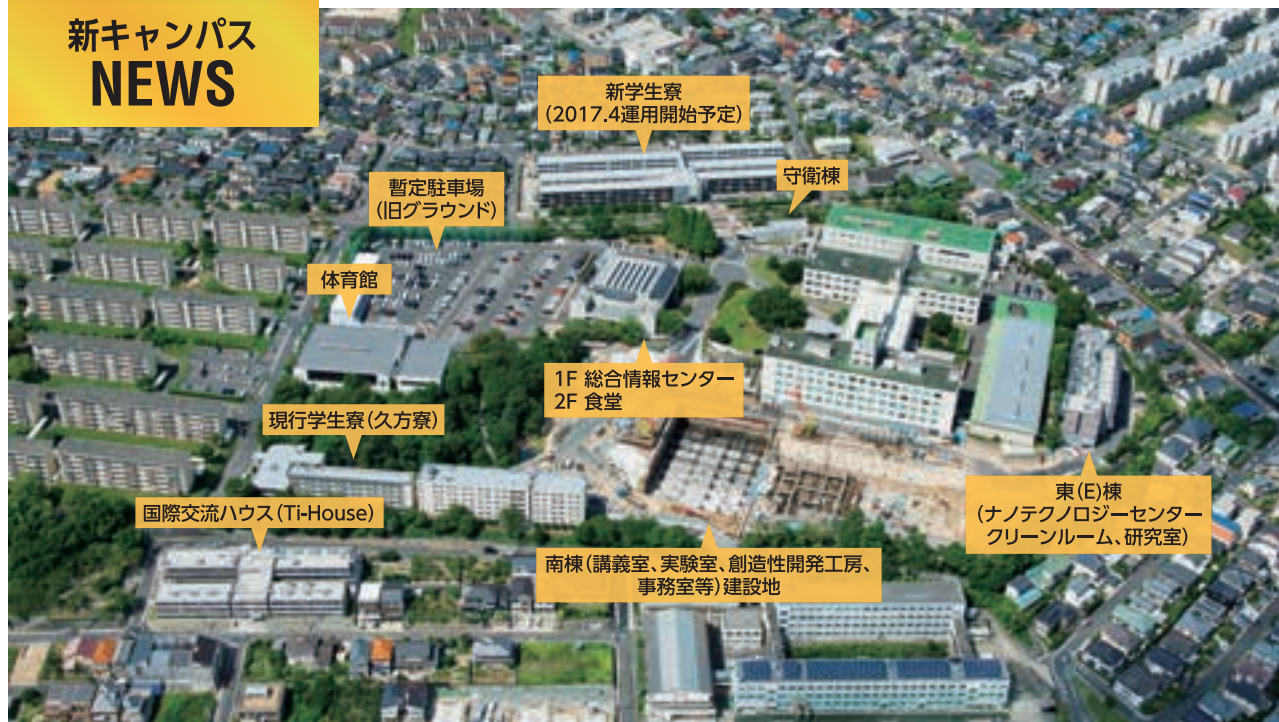 新キャンパス
NEWS
新学生寮
(2017.4運用開始予定)
守衛棟
暫定駐車場
(旧グラウンド)
体育館
1F 総合情報センター
2F 食堂
現行学生寮(久方寮)
国際交流ハウス(Ti-House)
東(E)棟
(ナノテクノロジーセンター
クリーンルーム、研究室)
南棟(講義室、実験室、創造性開発工房、
事務室等)建設地